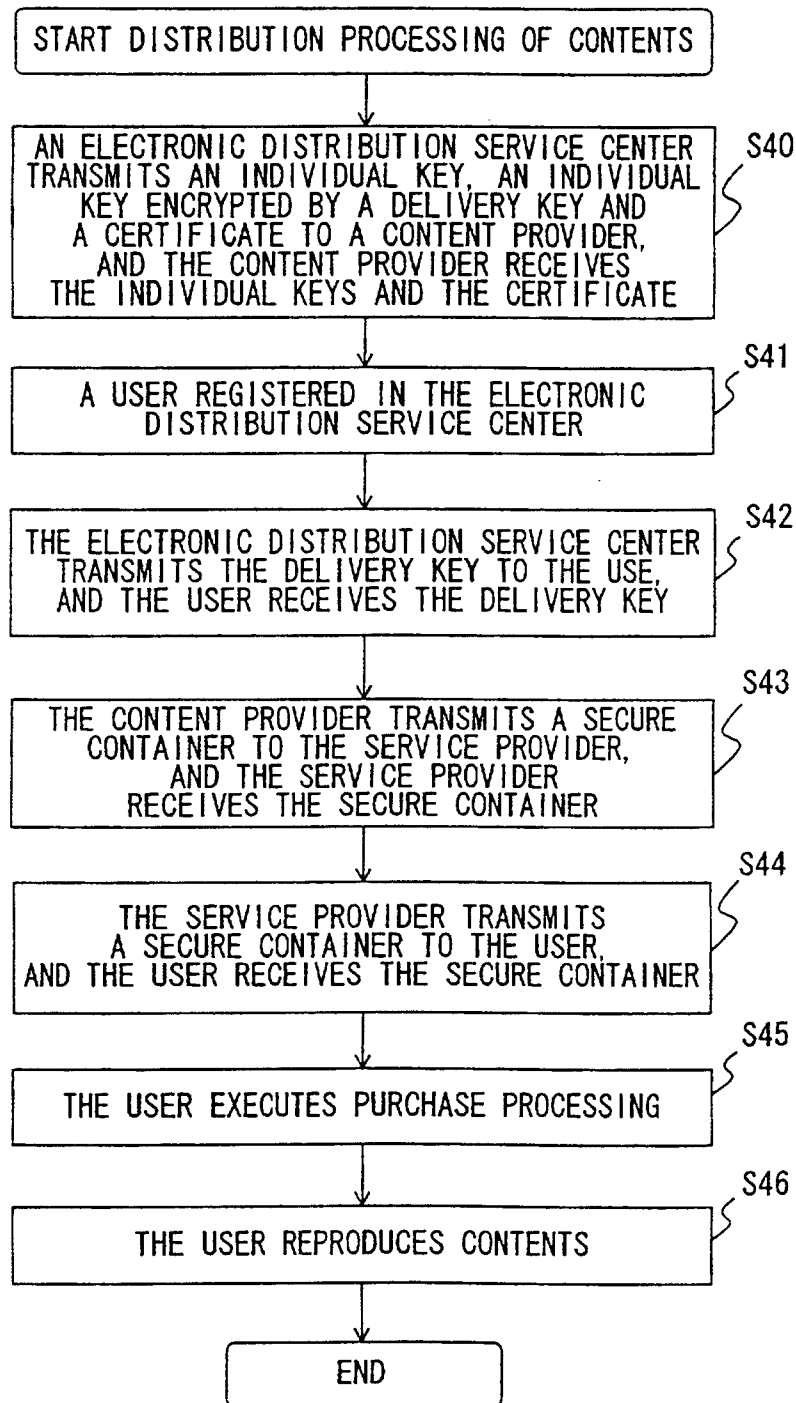 START DISTRIBUTION PROCESSING OF CONTENTS
AN ELECTRONIC DISTRIBUTION SERVICE CENTER
TRANSMITS AN INDIVIDUAL KEY, AN INDIVIDUAL
KEY ENCRYPTED BY A DELIVERY KEY AND
A CERTIFICATE TO A CONTENT PROVIDER,
AND THE CONTENT PROVIDER RECEIVES
THE INDIVIDUAL KEYS AND THE CERTIFICATE
S40
A USER REGISTERED IN THE ELECTRONIC
DISTRIBUTION SERVICE CENTER
S41
THE ELECTRONIC DISTRIBUTION SERVICE CENTER
TRANSMITS THE DELIVERY KEY TO THE USE,
AND THE USER RECEIVES THE DELIVERY KEY
S42
THE CONTENT PROVIDER TRANSMITS A SECURE
CONTAINER TO THE SERVICE PROVIDER,
AND THE SERVICE PROVIDER
RECEIVES THE SECURE CONTAINER
S43
THE SERVICE PROVIDER TRANSMITS
A SECURE CONTAINER TO THE USER,
AND THE USER RECEIVES THE SECURE CONTAINER
S44
THE USER EXECUTES PURCHASE PROCESSING
S45
THE USER REPRODUCES CONTENTS
S46
END